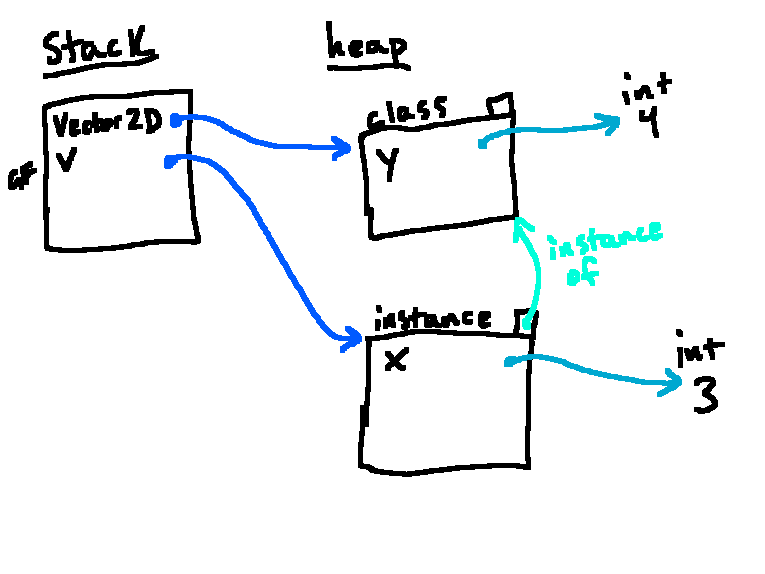 Stack
heap
GF
Vector2D
V
class
Y
int
4
instance
of
instance
X
int
3